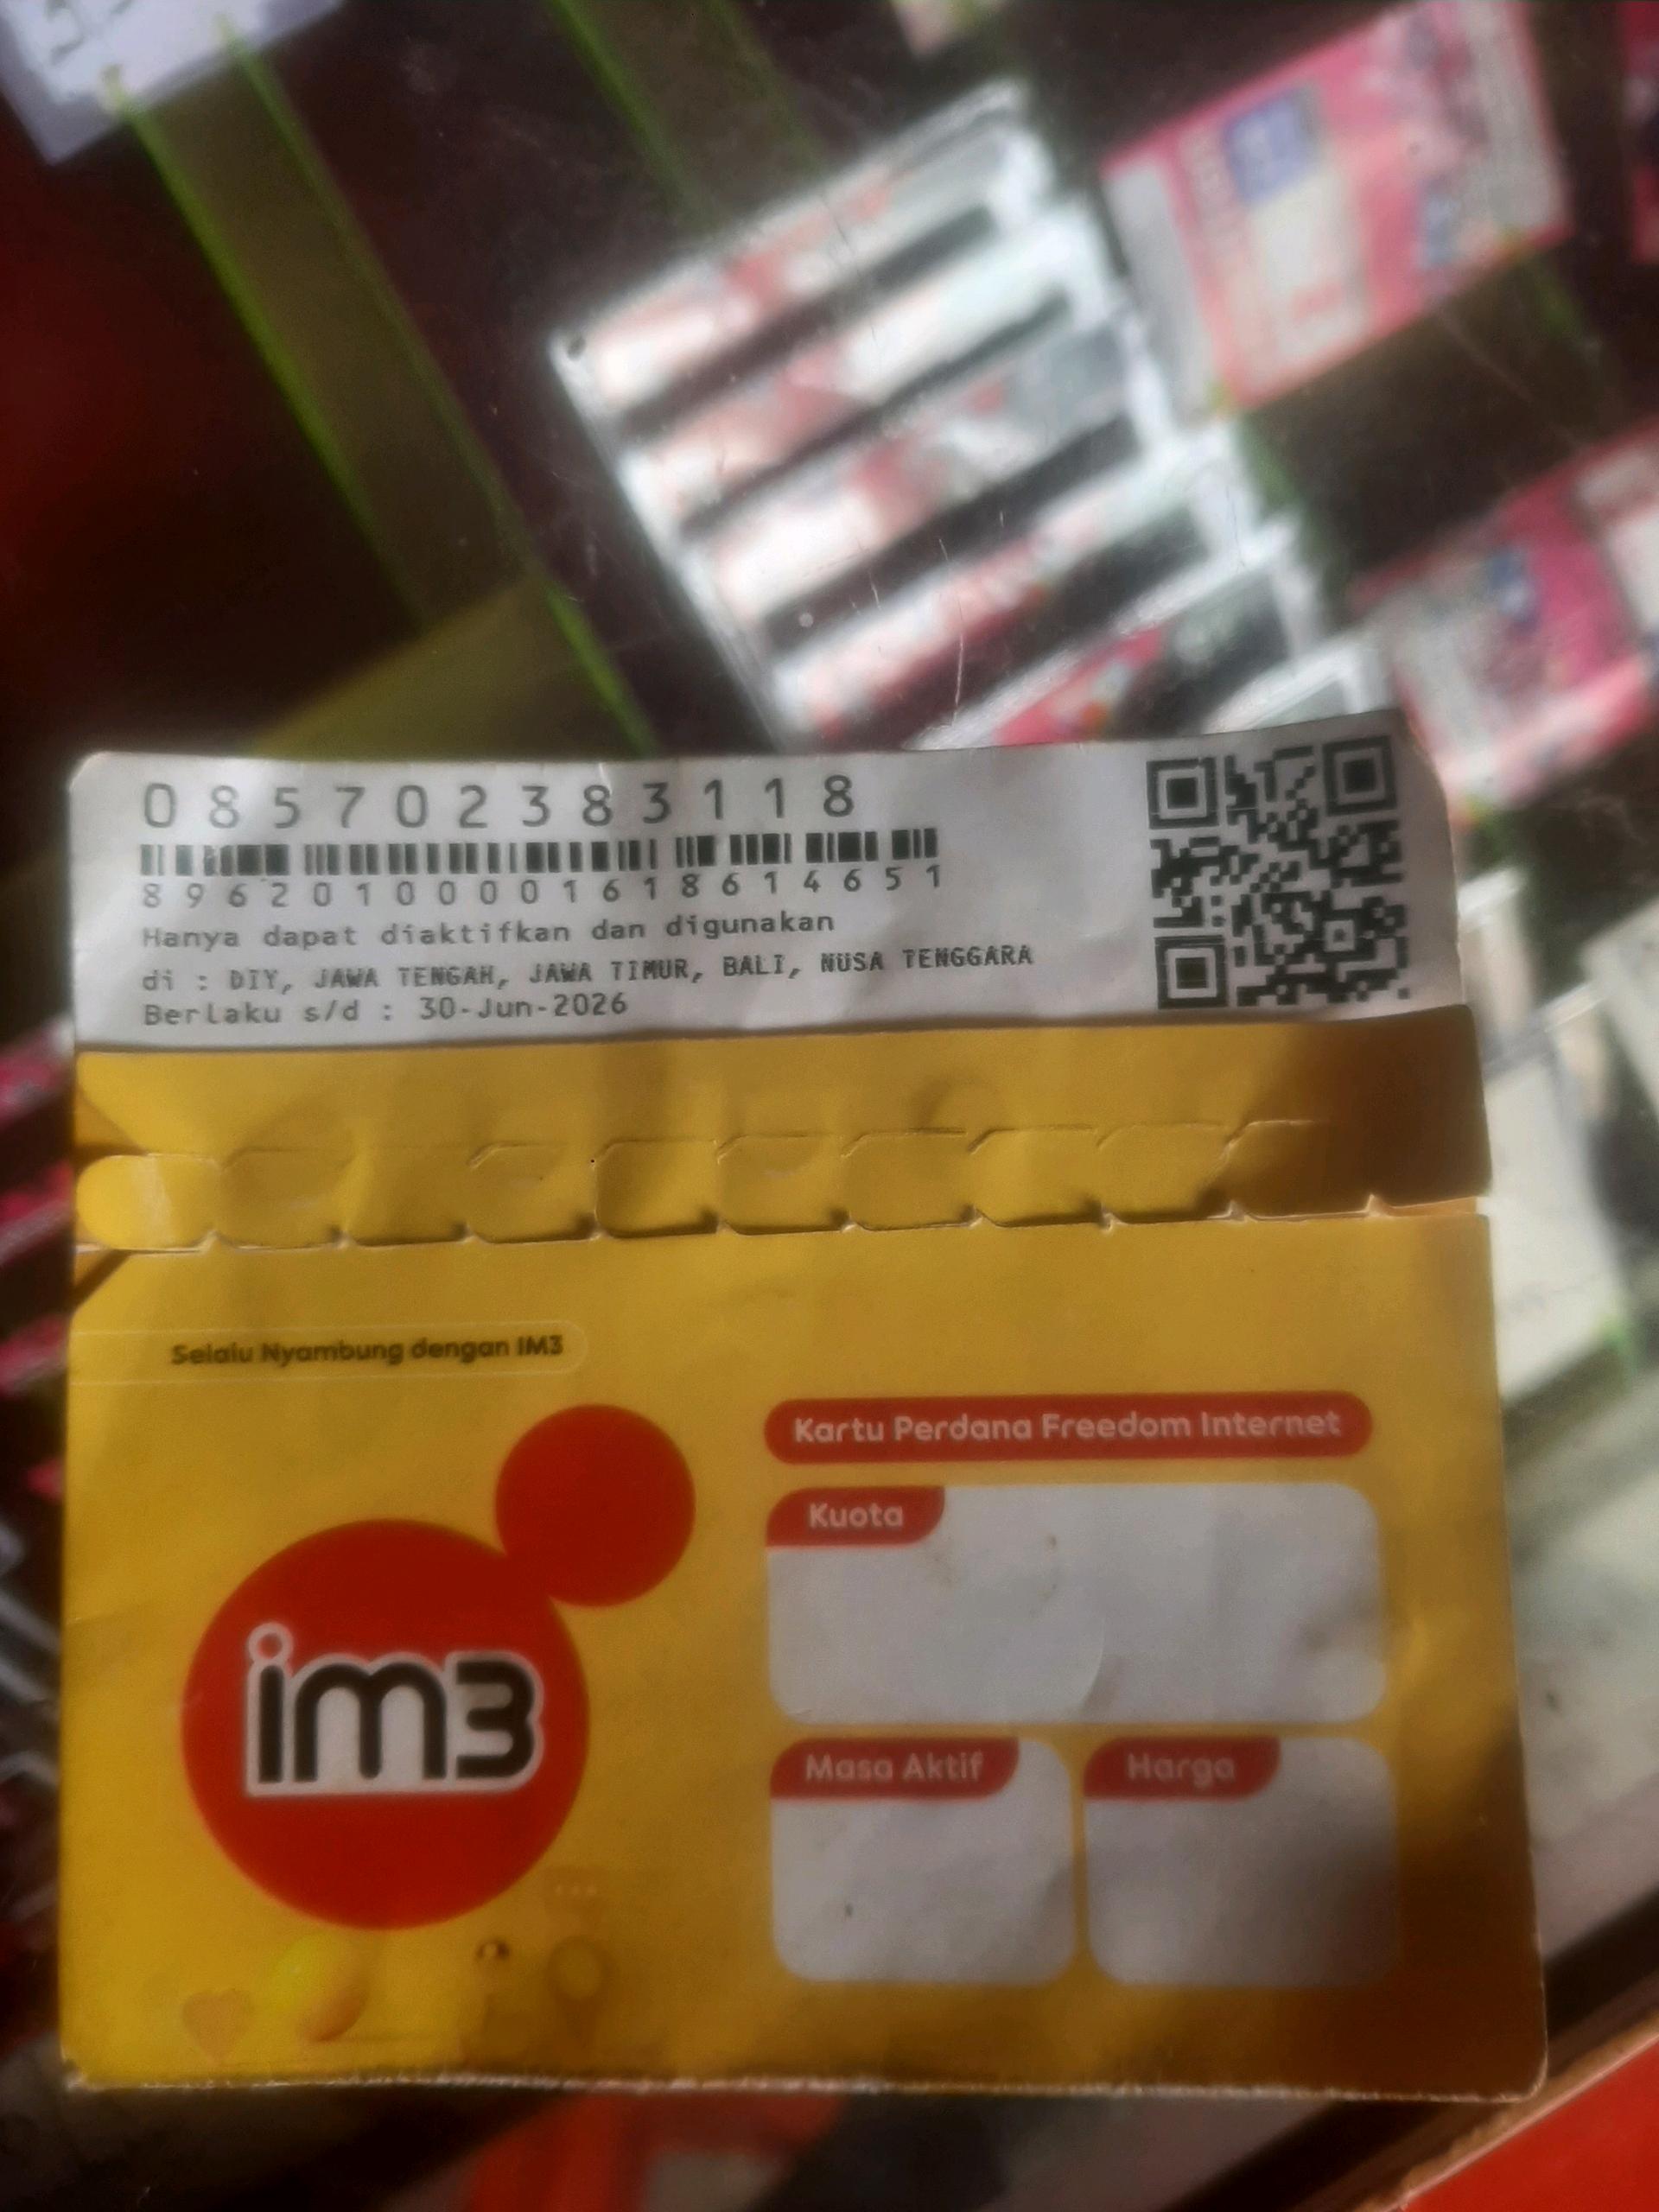 085702383118
89620100001618614651
Hanya dapat diaktifkan dan digunakan
di : DIY, JAWA TENGAH, JAWA TIMUR, BALI, NUSA TENGGARA
Berlaku s/d : 30-Jun-2026
Selalu Nyambung dengan IM3
Kartu Perdana Freedom Internet
Kuota
im3
Masa Aktif
Harga